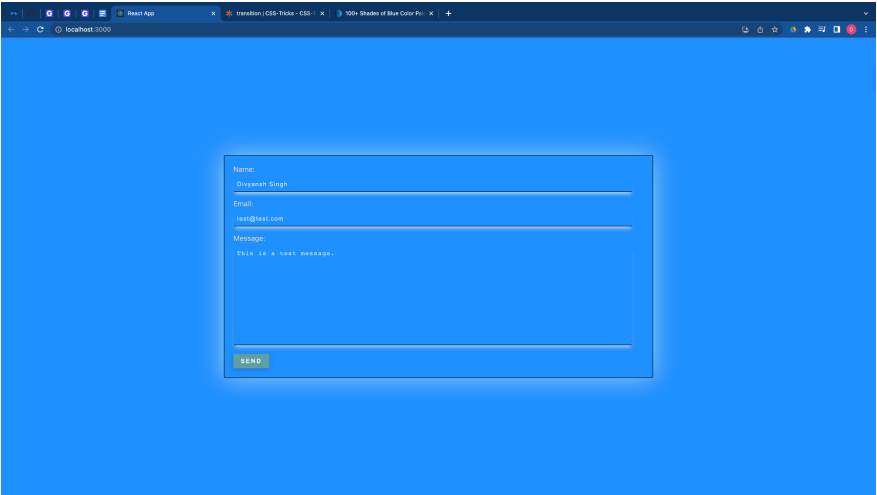 React App
transition | CSS-Tricks - CSS-T
100+ Shades of Blue Color Pal
localhost:3000
Name:
Divyansh Singh
Email:
test@test.com
Message:
This is a test message.
SEND